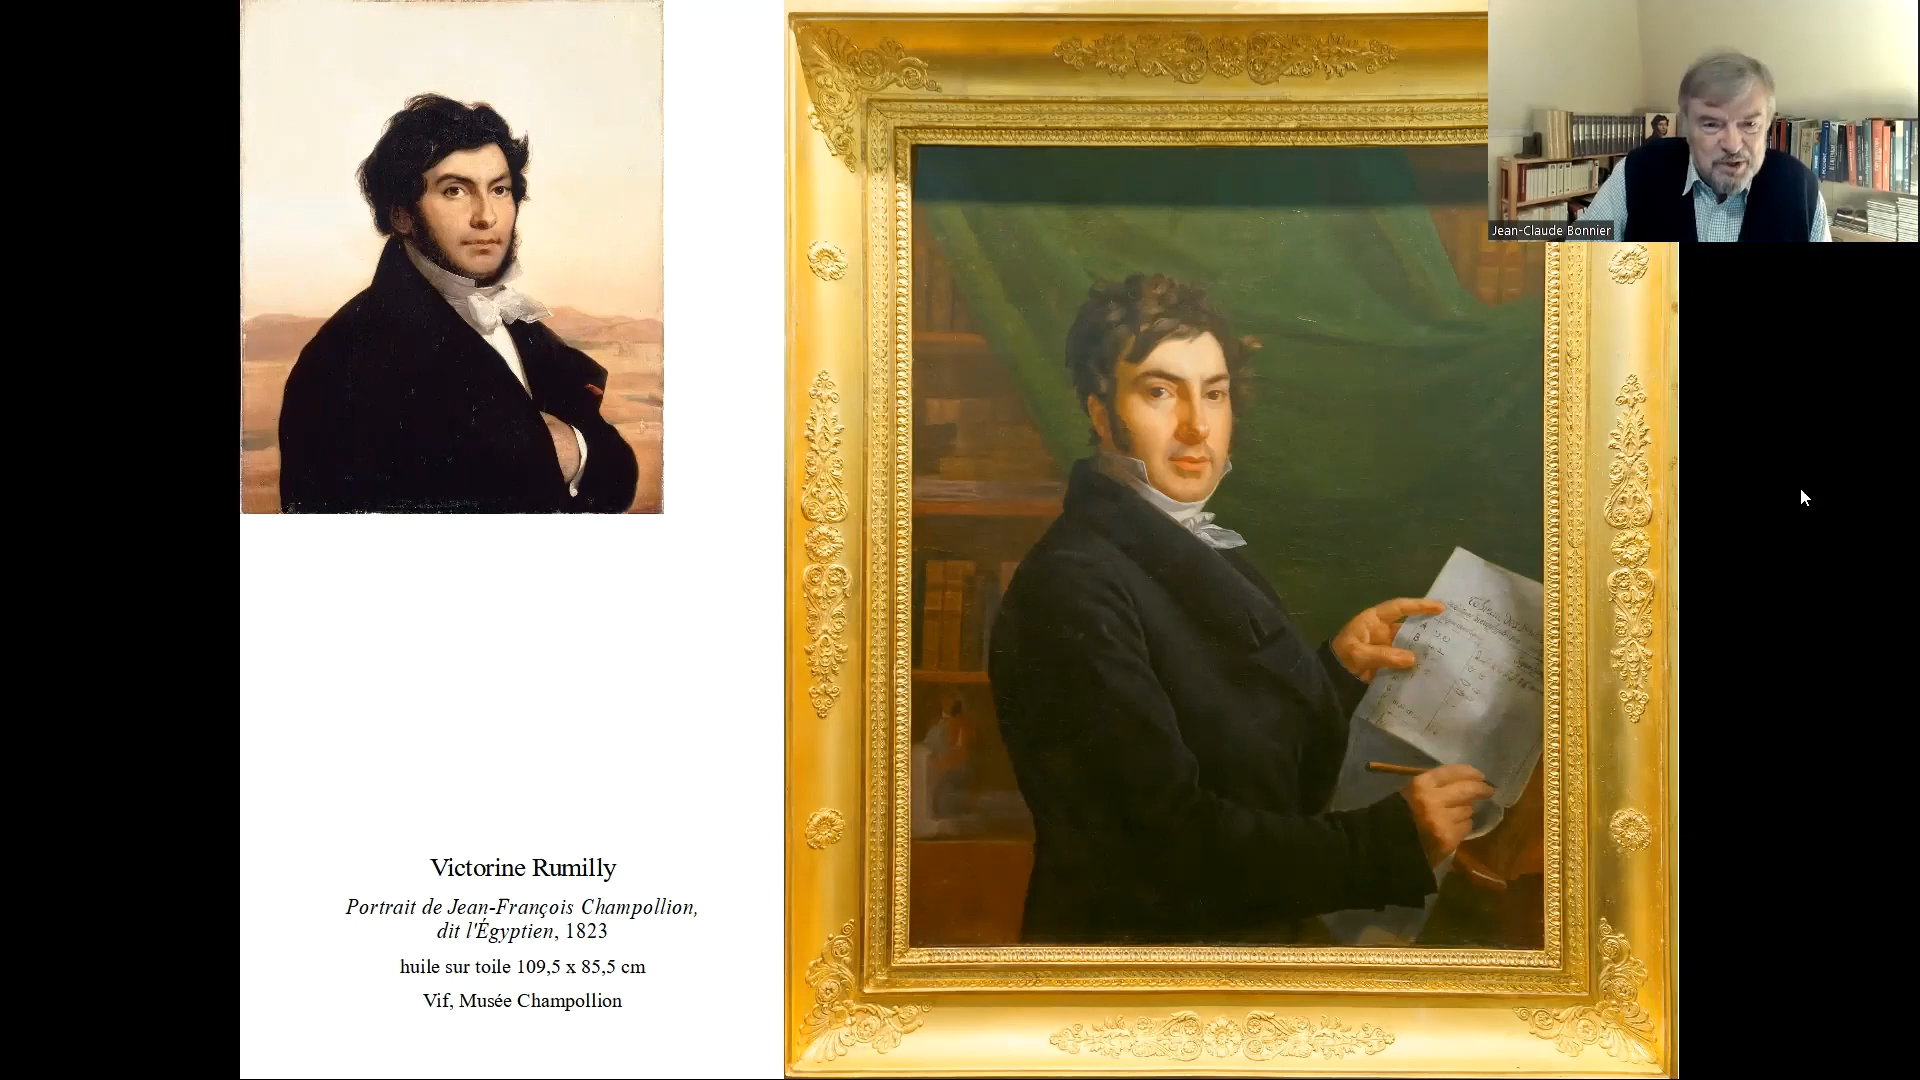 Jean-Claude Bonnier
A
B
Victorine Rumilly
Portrait de Jean-François Champollion,
dit l'Égyptien, 1823
huile sur toile 109,5 x 85,5 cm
Vif, Musée Champollion